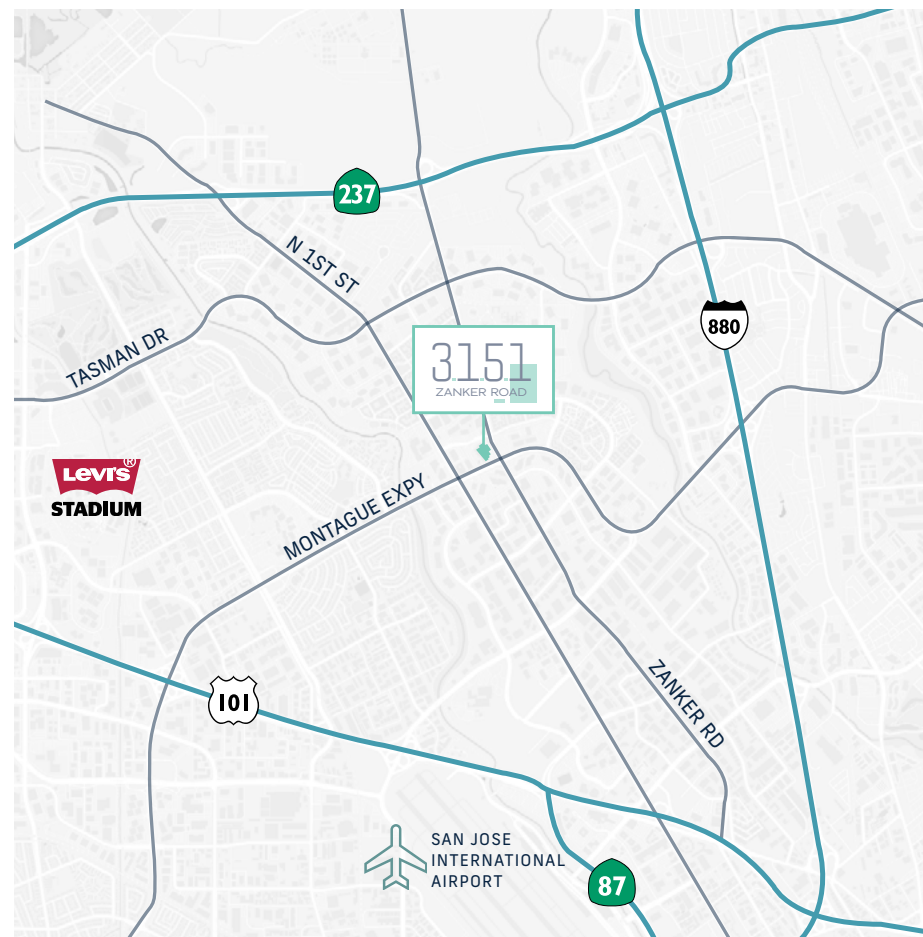 237
N 1ST ST
880
TASMAN DR
3151
ZANKER ROAD
LEVI'S®
STADIUM
MONTAGUE EXPY
ZANKER RD
101
SAN JOSE
INTERNATIONAL
AIRPORT
87